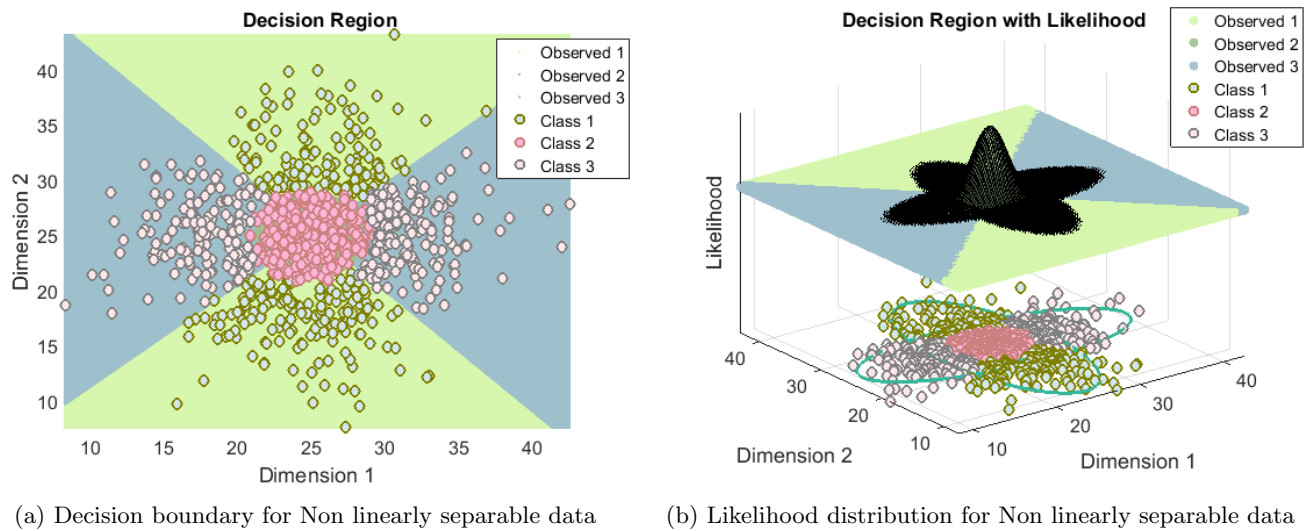 Decision Region
Observed 1
Observed 2
Observed 3
Class 1
Class 2
Class 3
Dimension 2
40
35
30
25
20
15
10
10
15
20
25
30
35
40
Dimension 1
(a) Decision boundary for Non linearly separable data
Decision Region with Likelihood
Observed 1
Observed 2
Observed 3
Class 1
Class 2
Class 3
Likelihood
40
30
20
10
Dimension 2
10
20
30
40
Dimension 1
(b) Likelihood distribution for Non linearly separable data